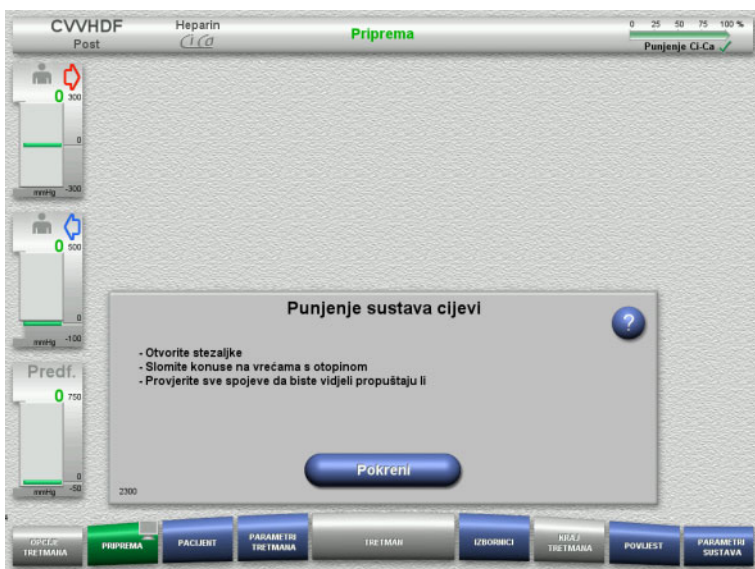 CVVHDF
Post
Heparin
CiCa
Priprema
0 25 50 75 100 %
Punjenje Ci-Ca
0
300
0
-300
mmHg
0
500
0
-100
mmHg
Predf.
0
750
0
-50
mmHg
Punjenje sustava cijevi
?
- Otvorite stezaljke
- Slomite konuse na vrećama s otopinom
- Provjerite sve spojeve da biste vidjeli propuštaju li
Pokreni
2300
OPCIJE
TRETMANA
PRIPREMA
PACIJENT
PARAMETRI
TRETMANA
TRETMAN
IZBORNICI
KRAJ
TRETMANA
POVIJEST
PARAMETRI
SUSTAVA